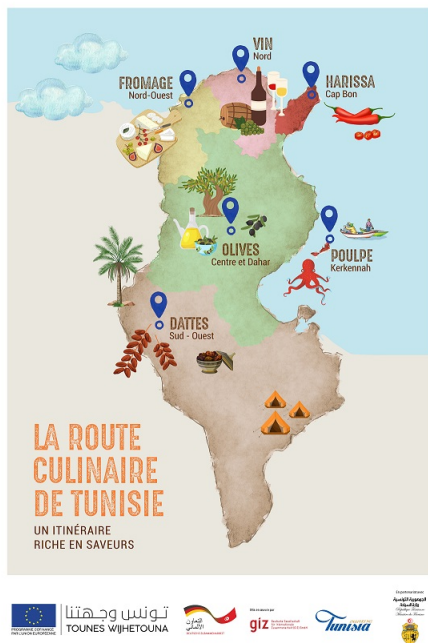 VIN
Nord
FROMAGE
Nord-Ouest
HARISSA
Cap Bon
OLIVES
Centre et Dahar
POULPE
Kerkennah
DATTES
Sud - Ouest
LA ROUTE
CULINAIRE
DE TUNISIE
UN ITINÉRAIRE
RICHE EN SAVEURS
تونس وجهتنا
TOUNES WIJHETOUNA
giz
Tunisia